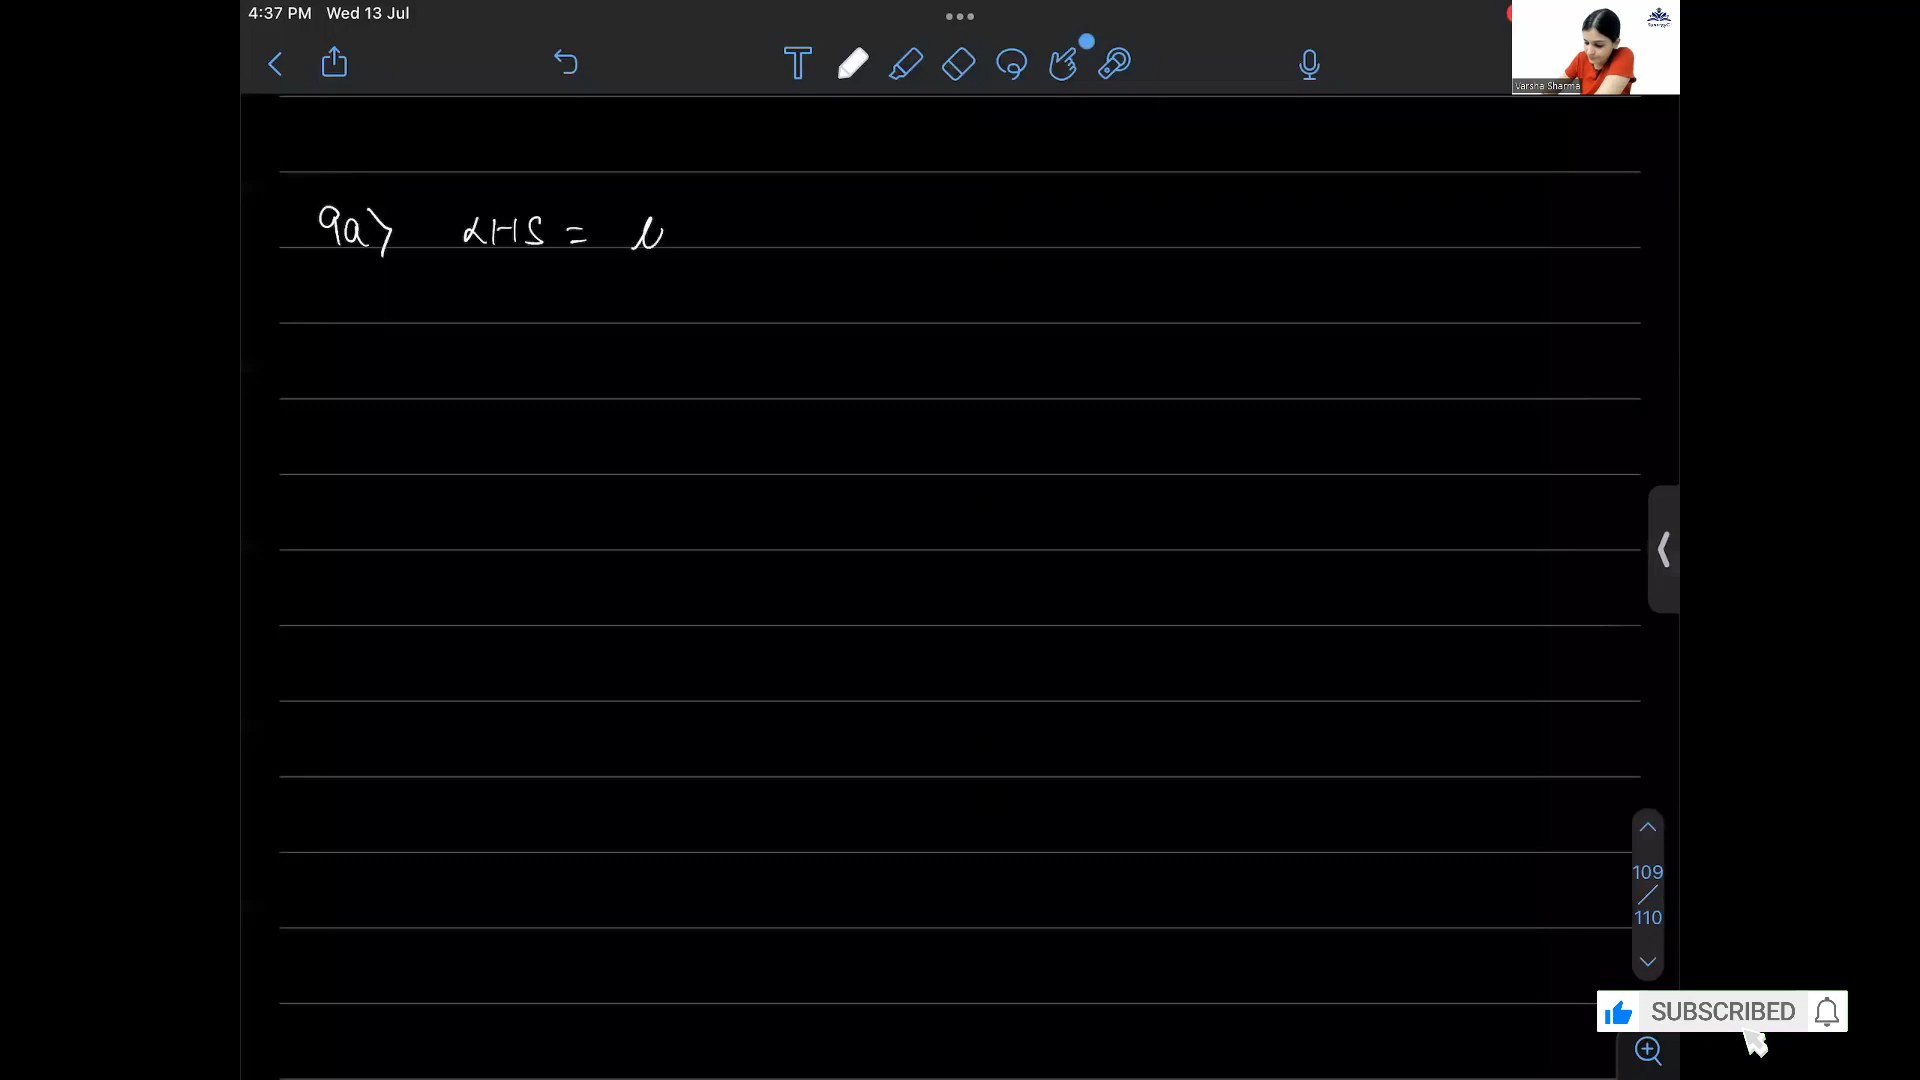 4:37 PM Wed 13 Jul
Varsha Sharma
9a> LHS =
109
110
SUBSCRIBED